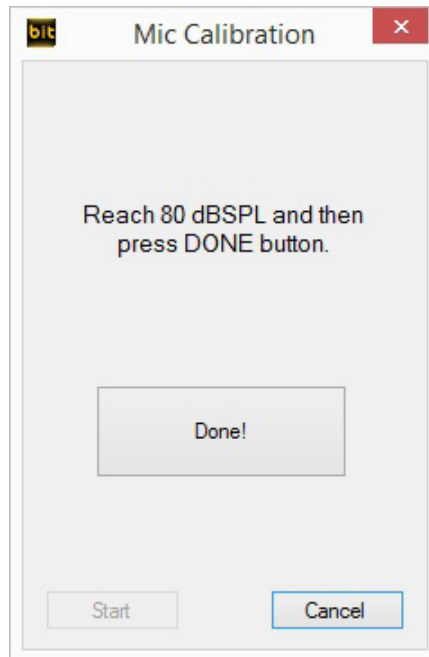 bit
Mic Calibration
Reach 80 dBSPL and then
press DONE button.
Done!
Start
Cancel